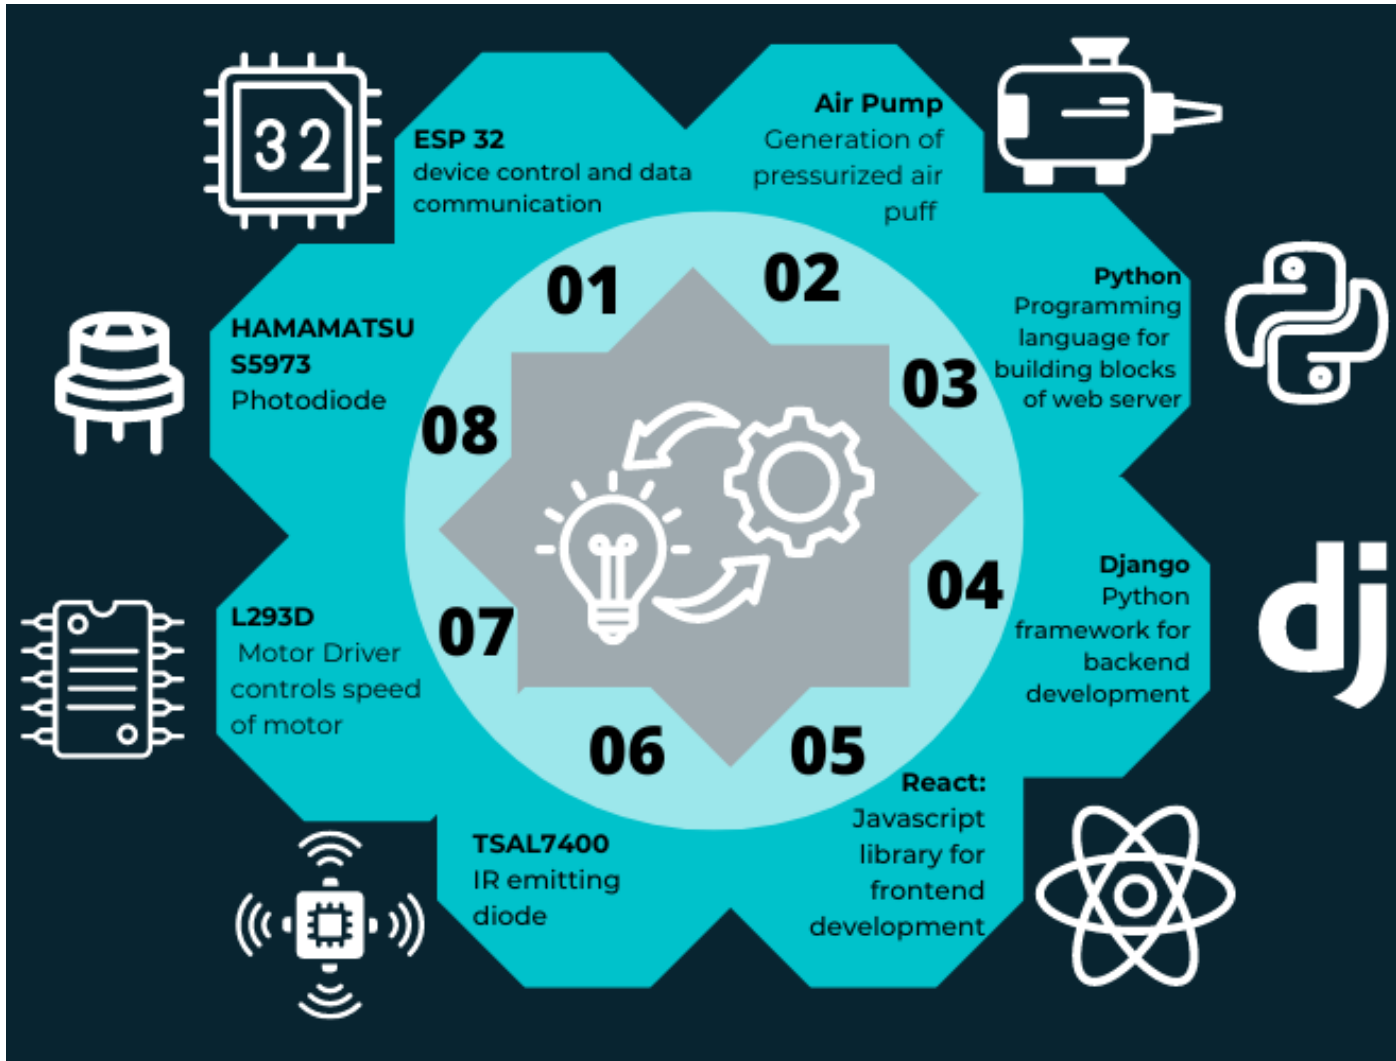 32
ESP 32
device control and data
communication
01
Air Pump
Generation of
pressurized air
puff
02
Python
Programming
language for
building blocks
of web server
03
Django
Python
framework for
backend
development
04
dj
React:
Javascript
library for
frontend
development
05
TSAL7400
IR emitting
diode
06
L293D
Motor Driver
controls speed
of motor
07
HAMAMATSU
S5973
Photodiode
08